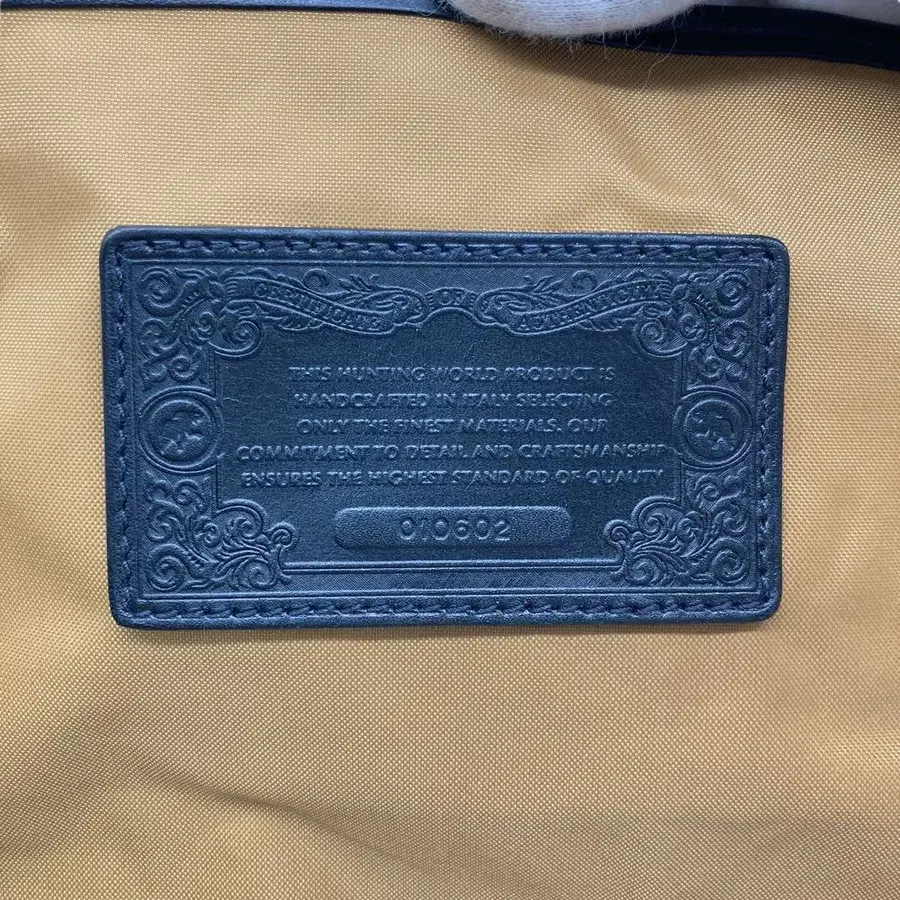 CERTIFICATE OF AUTHENTICITY
THIS HUNTING WORLD PRODUCT IS
HANDCRAFTED IN ITALY SELECTING
ONLY THE FINEST MATERIALS. OUR
COMMITMENT TO DETAIL AND CRAFTSMANSHIP
ENSURES THE HIGHEST STANDARD OF QUALITY
010602